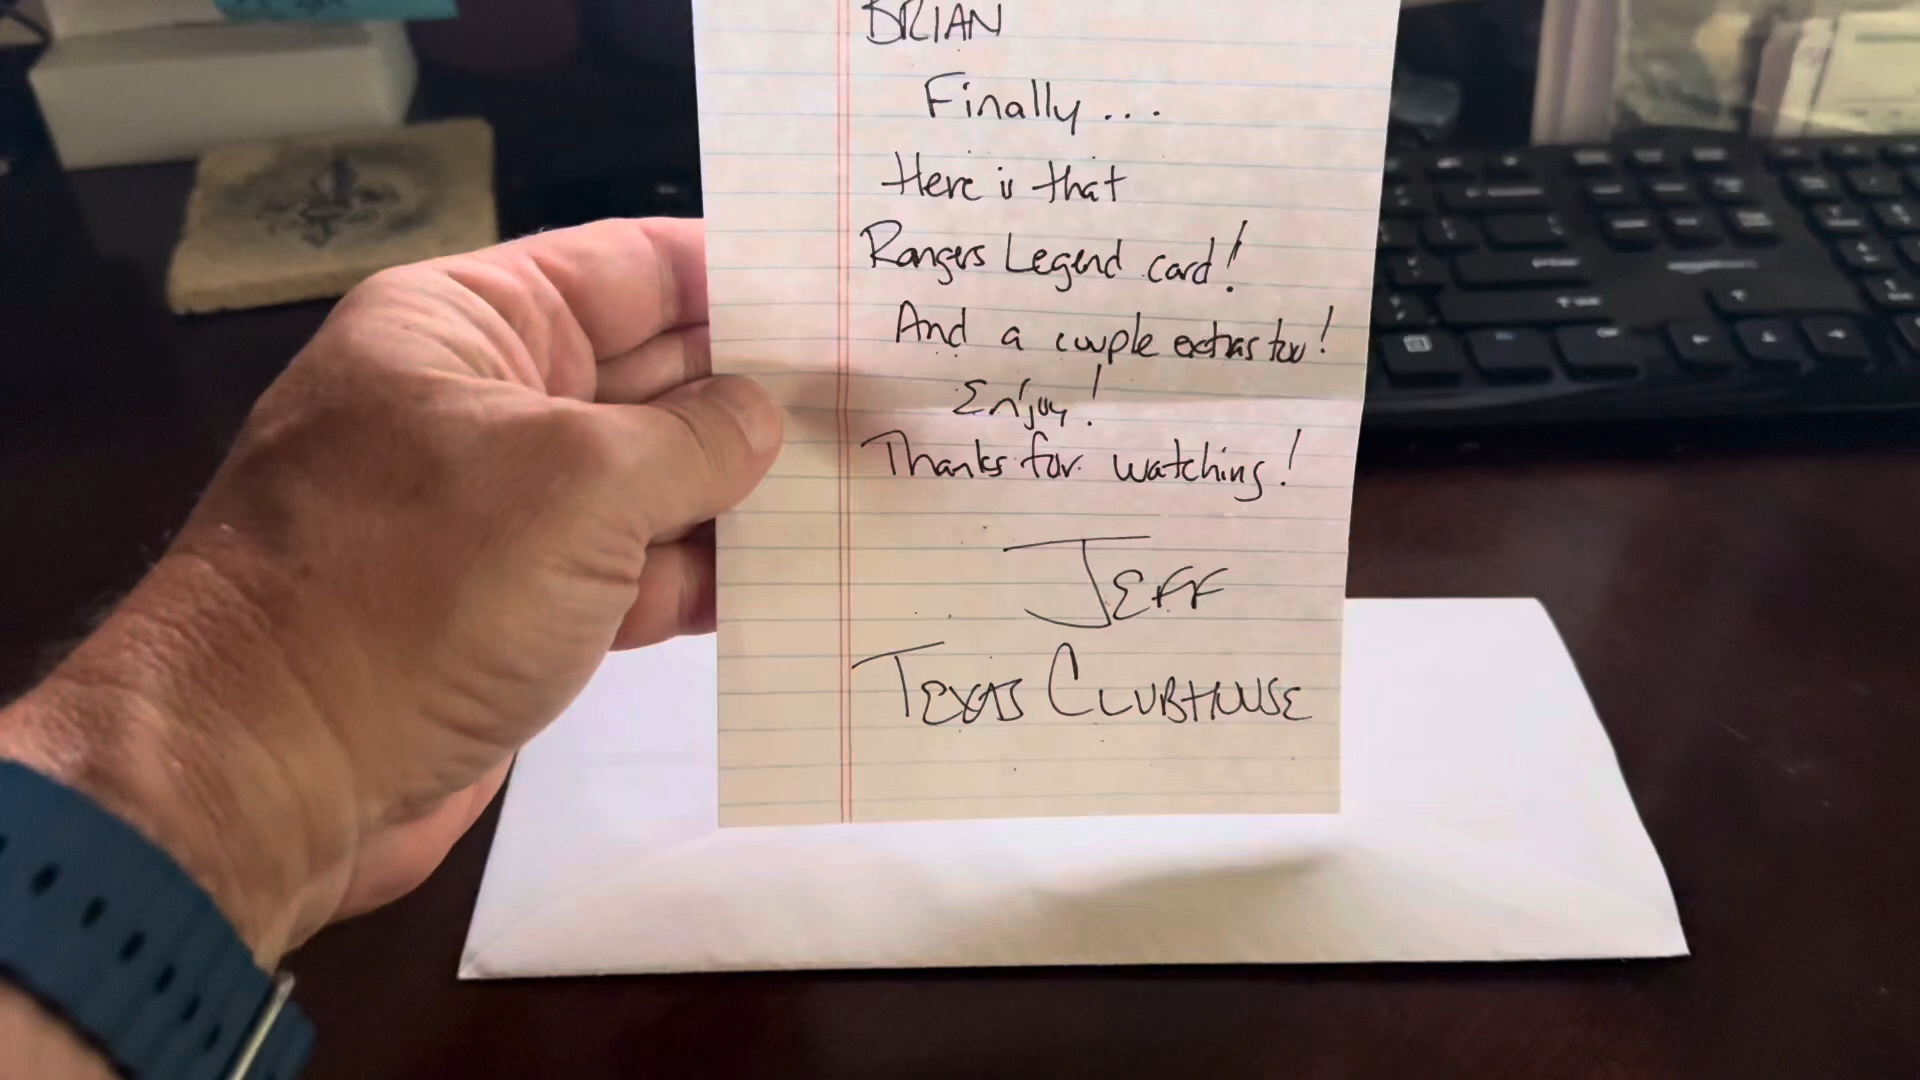 BRIAN
Finally...
Here is that
Rangers Legend card!
And a couple extras too!
Enjoy!
Thanks for watching!
JEFF
TEXAS CLUBHOUSE